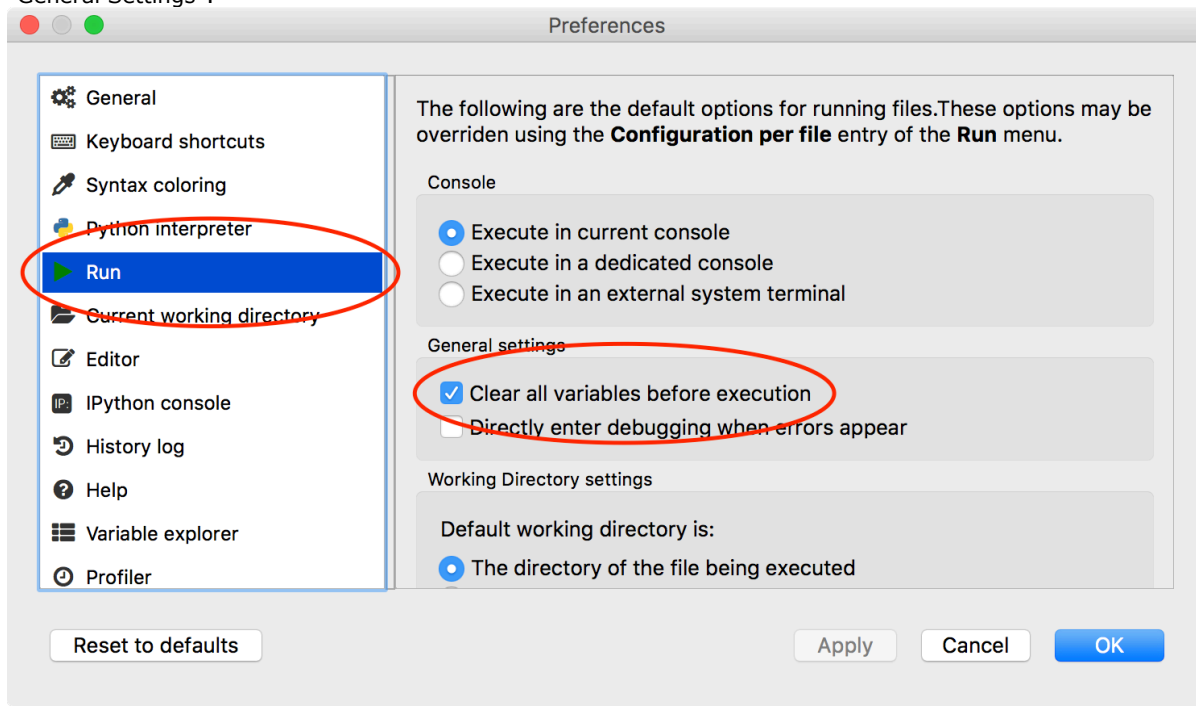 General Settings".
Preferences
General
Keyboard shortcuts
Syntax coloring
Python interpreter
Run
Current working directory
Editor
IP: IPython console
History log
Help
Variable explorer
Profiler
The following are the default options for running files.These options may be
overriden using the Configuration per file entry of the Run menu.
Console
Execute in current console
Execute in a dedicated console
Execute in an external system terminal
General settings
Clear all variables before execution
Directly enter debugging when errors appear
Working Directory settings
Default working directory is:
The directory of the file being executed
Reset to defaults
Apply
Cancel
OK